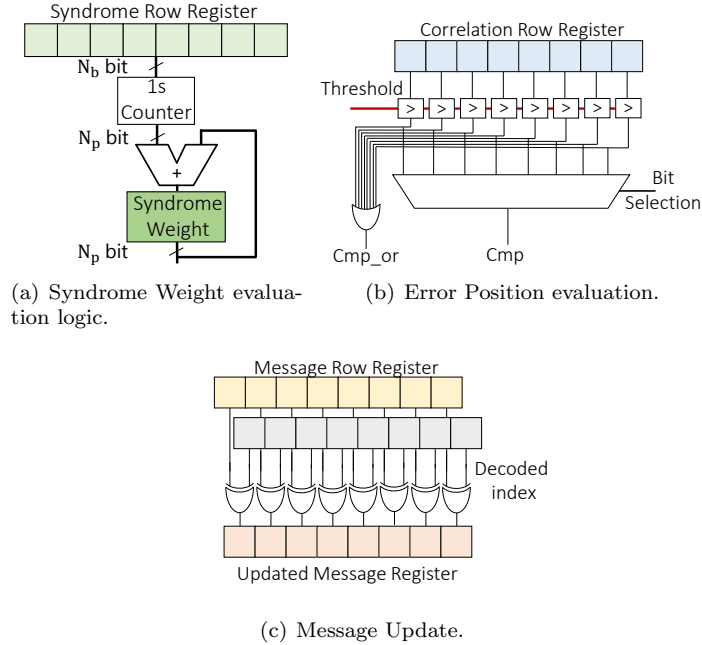 Syndrome Row Register
N_b bit
1s
Counter
N_p bit
+
Syndrome
Weight
N_p bit
(a) Syndrome Weight evalua-
tion logic.
Correlation Row Register
Threshold
> > > > > > > >
Bit
Selection
Cmp_or
Cmp
(b) Error Position evaluation.
Message Row Register
Decoded
index
Updated Message Register
(c) Message Update.